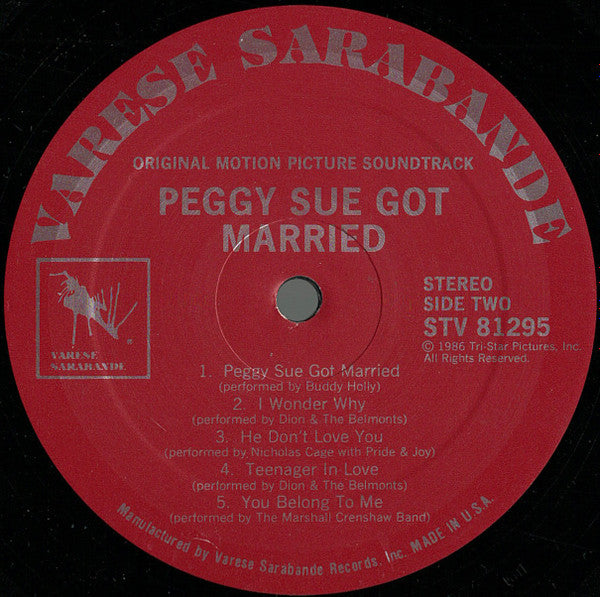 VARESE SARABANDE
ORIGINAL MOTION PICTURE SOUNDTRACK
PEGGY SUE GOT
MARRIED
VARESE
SARABANDE
STEREO
SIDE TWO
STV 81295
© 1986 Tri-Star Pictures, Inc.
All Rights Reserved.
1. Peggy Sue Got Married
(performed by Buddy Holly)
2. I Wonder Why
(performed by Dion & The Belmonts)
3. He Don't Love You
(performed by Nicholas Cage with Pride & Joy)
4. Teenager In Love
(performed by Dion & The Belmonts)
5. You Belong To Me
(performed by The Marshall Crenshaw Band)
Manufactured by Varese Sarabande Records, Inc. MADE IN U.S.A.